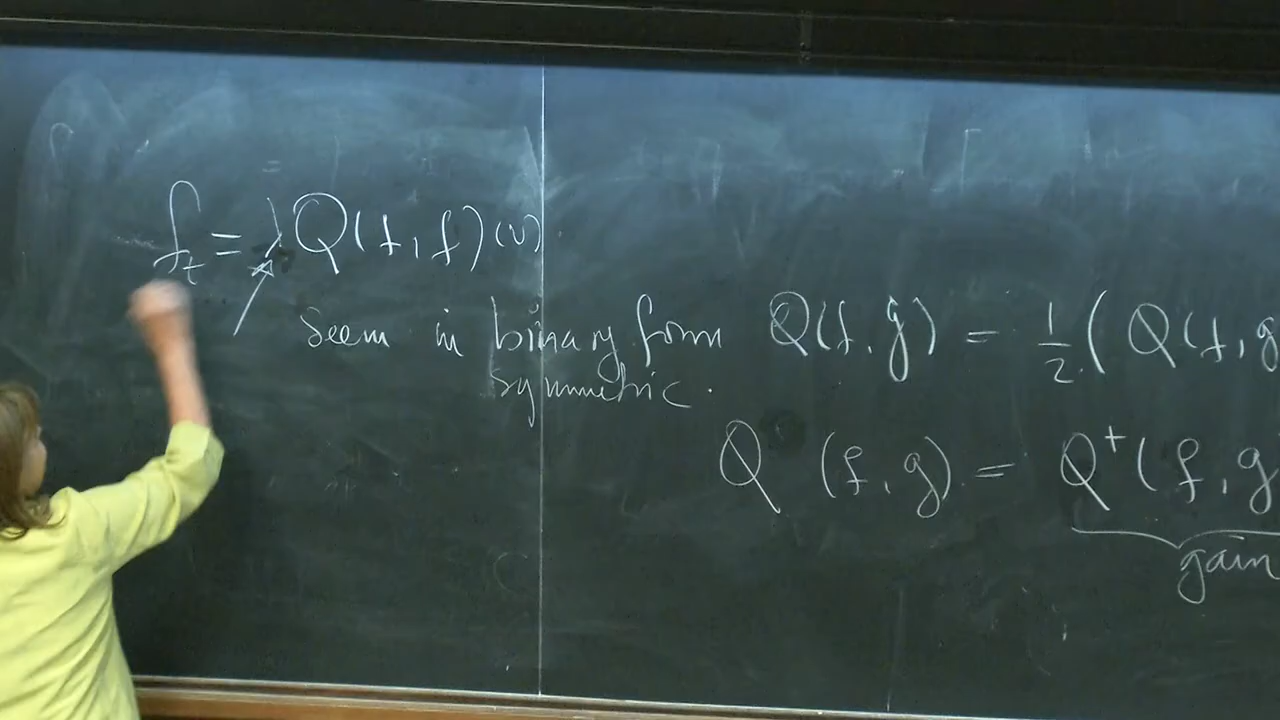 f_t = λ Q(f, f)(v)
Seem in binary form Q(f, g) = 1/2 ( Q(f, g
symmetric.
Q (f, g) = Q⁺(f, g
gain